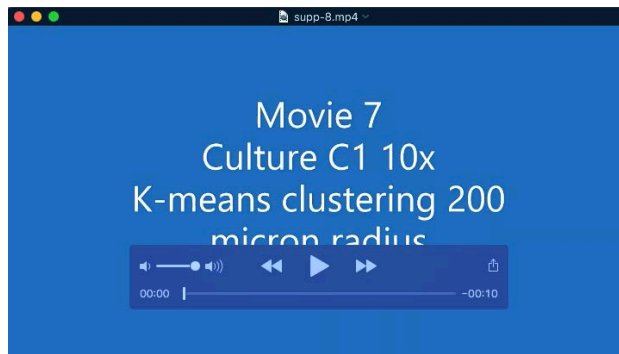 supp-8.mp4
Movie 7
Culture C1 10x
K-means clustering 200
micron radius
00:00
-00:10